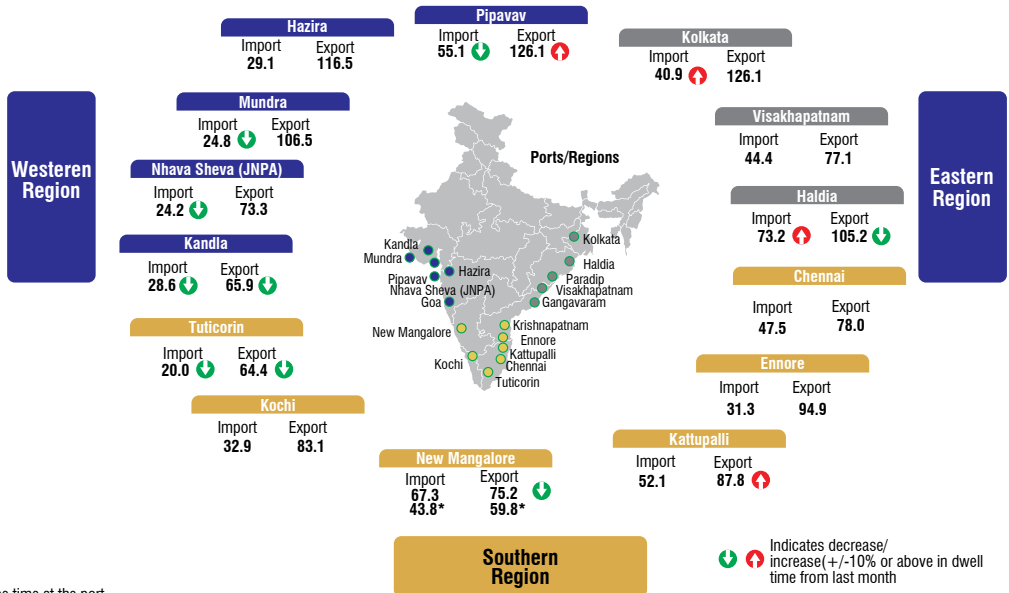 Pipavav
Import Export
55.1 126.1
Hazira
Import Export
29.1 116.5
Kolkata
Import Export
40.9 126.1
Mundra
Import Export
24.8 106.5
Visakhapatnam
Import Export
44.4 77.1
Westeren
Region
Ports/Regions
Nhava Sheva (JNPA)
Import Export
24.2 73.3
Eastern
Region
Haldia
Import Export
73.2 105.2
Kandla
Import Export
28.6 65.9
Kandla
Mundra
Pipavav
Hazira
Nhava Sheva (JNPA)
Goa
New Mangalore
Kochi
Kolkata
Haldia
Paradip
Visakhapatnam
Gangavaram
Krishnapatnam
Ennore
Kattupalli
Chennai
Tuticorin
Chennai
Import Export
47.5 78.0
Tuticorin
Import Export
20.0 64.4
Ennore
Import Export
31.3 94.9
Kochi
Import Export
32.9 83.1
Kattupalli
Import Export
52.1 87.8
New Mangalore
Import Export
67.3 75.2
43.8* 59.8*
Southern
Region
Indicates decrease/
increase(+/-10% or above in dwell
time from last month
time at the port